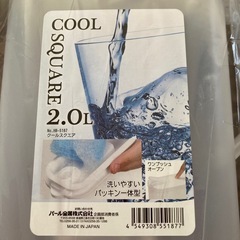 COOL
SQUARE
2.0L
No.HB-5187
クールスクエア
ワンプッシュ
オープン
洗いやすい
パッキン一体型
パール金属株式会社
MADE IN JAPAN
4 549308 551877